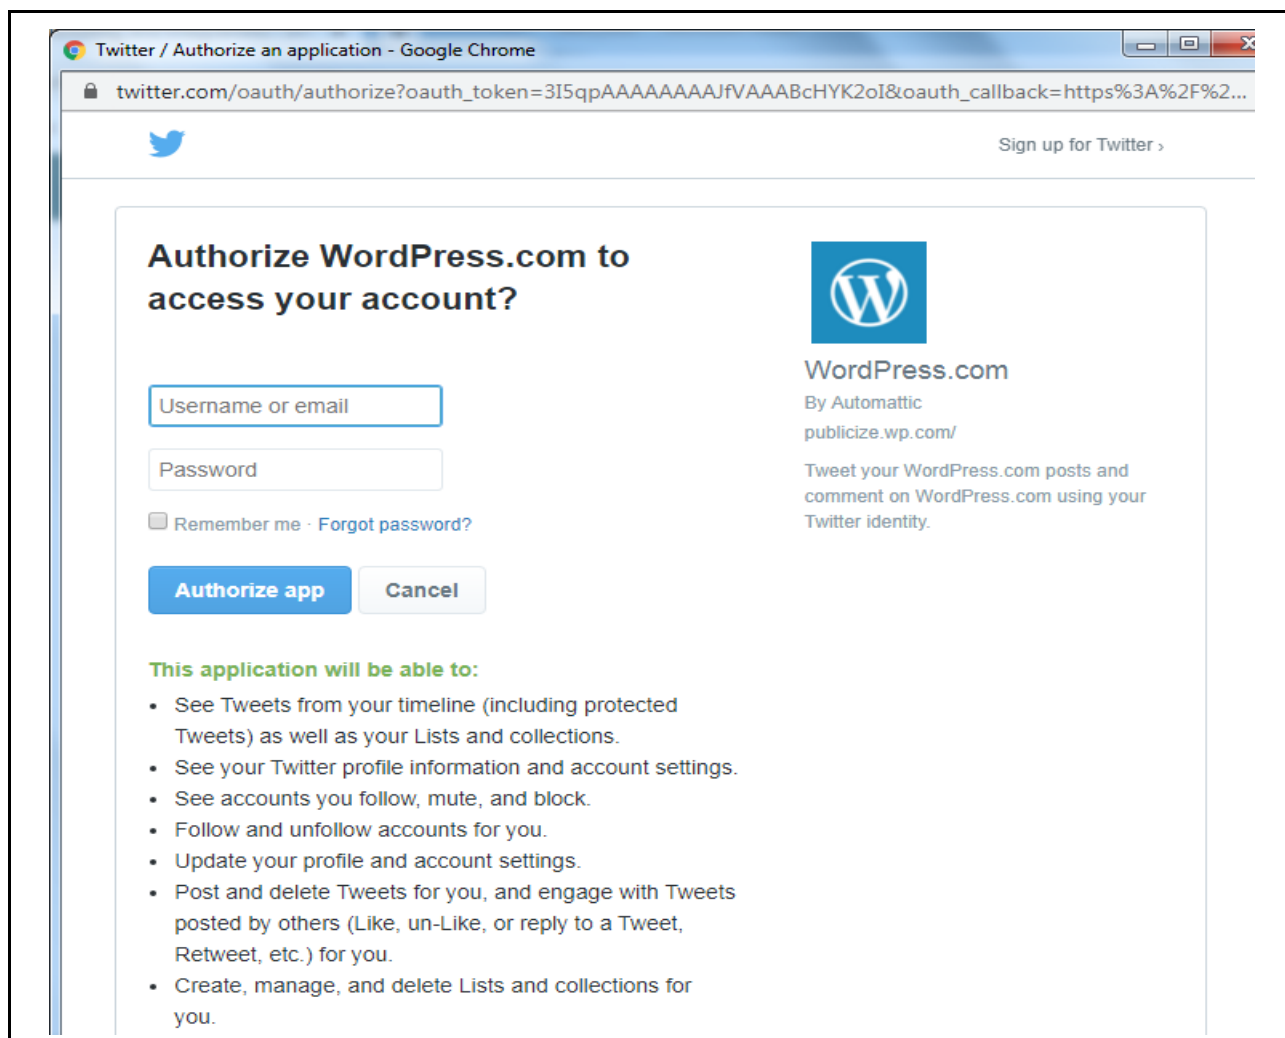 Twitter / Authorize an application - Google Chrome
twitter.com/oauth/authorize?oauth_token=3I5qpAAAAAAAAJfVAAABcHYK2oI&oauth_callback=https%3A%2F%2...
Sign up for Twitter ›
Authorize WordPress.com to
access your account?
Username or email
Password
Remember me · Forgot password?
Authorize app
Cancel
This application will be able to:
• See Tweets from your timeline (including protected
Tweets) as well as your Lists and collections.
• See your Twitter profile information and account settings.
• See accounts you follow, mute, and block.
• Follow and unfollow accounts for you.
• Update your profile and account settings.
• Post and delete Tweets for you, and engage with Tweets
posted by others (Like, un-Like, or reply to a Tweet,
Retweet, etc.) for you.
• Create, manage, and delete Lists and collections for
you.
WordPress.com
By Automattic
publicize.wp.com/
Tweet your WordPress.com posts and
comment on WordPress.com using your
Twitter identity.